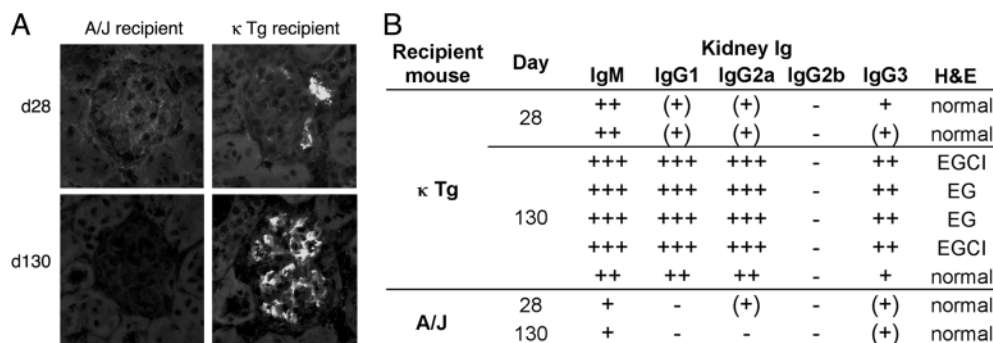 A
A/J recipient κ Tg recipient
d28
d130
B
Recipient mouse Day Kidney Ig H&E
IgM IgG1 IgG2a IgG2b IgG3
κ Tg 28 ++ (+) (+) - + normal
++ (+) (+) - (+) normal
130 +++ +++ +++ - ++ EGCI
+++ +++ +++ - ++ EG
+++ +++ +++ - ++ EG
+++ +++ +++ - ++ EGCI
++ ++ ++ - + normal
A/J 28 + - (+) - (+) normal
130 + - - - (+) normal